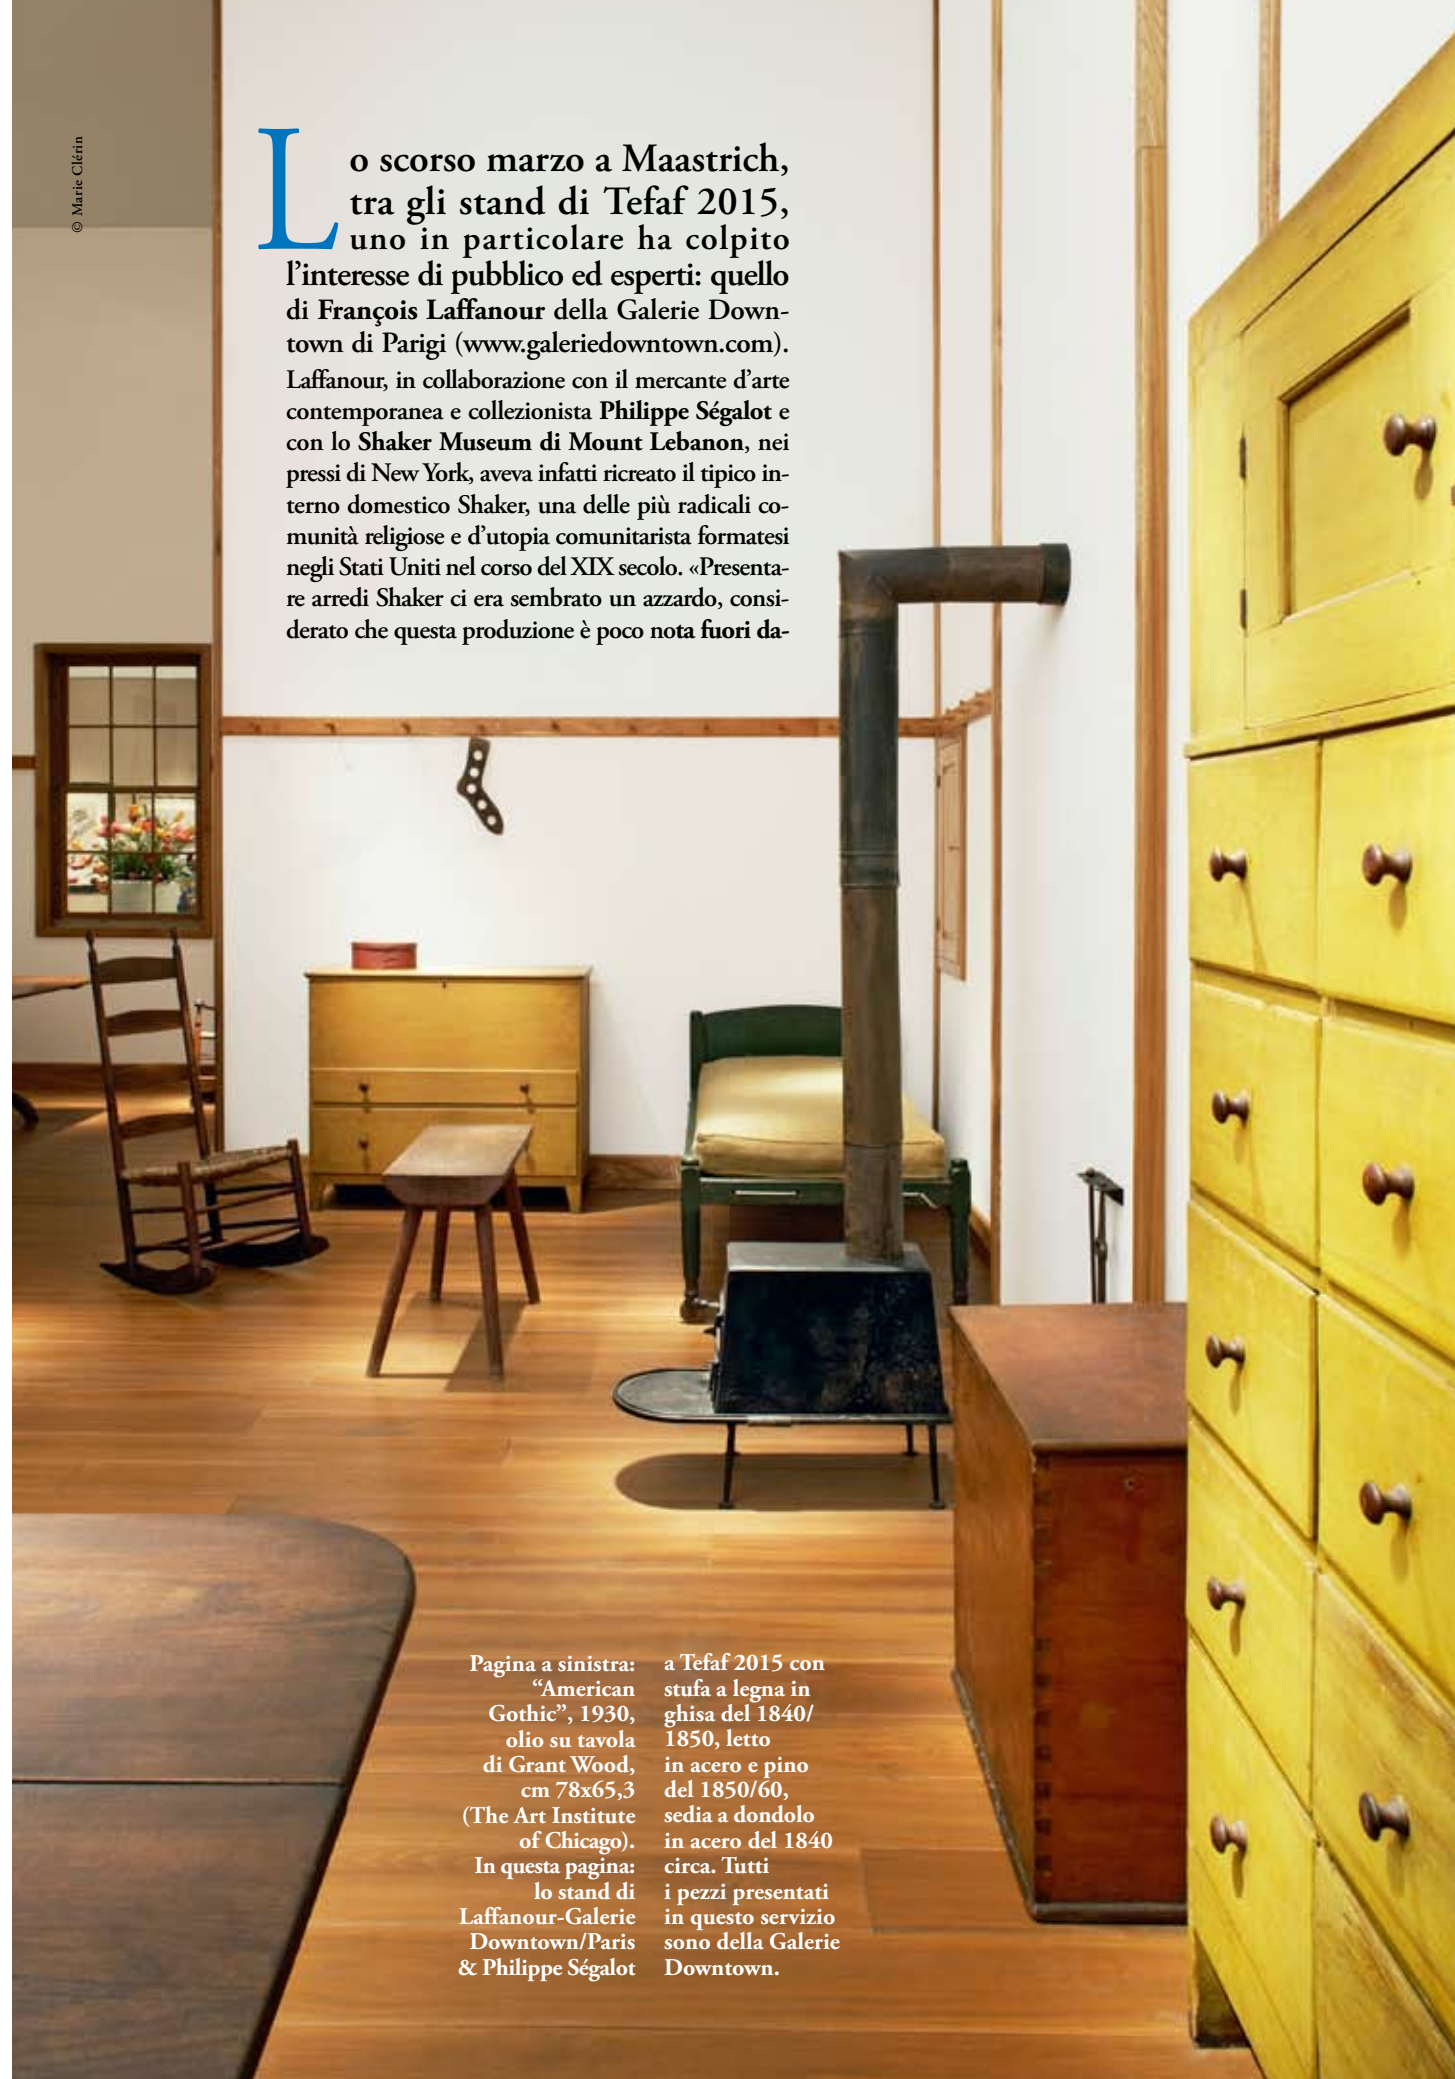 © Marie Clérin
Lo scorso marzo a Maastrich,
tra gli stand di Tefaf 2015,
uno in particolare ha colpito
l’interesse di pubblico ed esperti: quello
di François Laffanour della Galerie Down-
town di Parigi (www.galeriedowntown.com).
Laffanour, in collaborazione con il mercante d’arte
contemporanea e collezionista Philippe Ségalot e
con lo Shaker Museum di Mount Lebanon, nei
pressi di New York, aveva infatti ricreato il tipico in-
terno domestico Shaker, una delle più radicali co-
munità religiose e d’utopia comunitarista formatesi
negli Stati Uniti nel corso del XIX secolo. «Presenta-
re arredi Shaker ci era sembrato un azzardo, consi-
derato che questa produzione è poco nota fuori da-
Pagina a sinistra:
“American
Gothic”, 1930,
olio su tavola
di Grant Wood,
cm 78x65,3
(The Art Institute
of Chicago).
In questa pagina:
lo stand di
Laffanour-Galerie
Downtown/Paris
& Philippe Ségalot
a Tefaf 2015 con
stufa a legna in
ghisa del 1840/
1850, letto
in acero e pino
del 1850/60,
sedia a dondolo
in acero del 1840
circa. Tutti
i pezzi presentati
in questo servizio
sono della Galerie
Downtown.